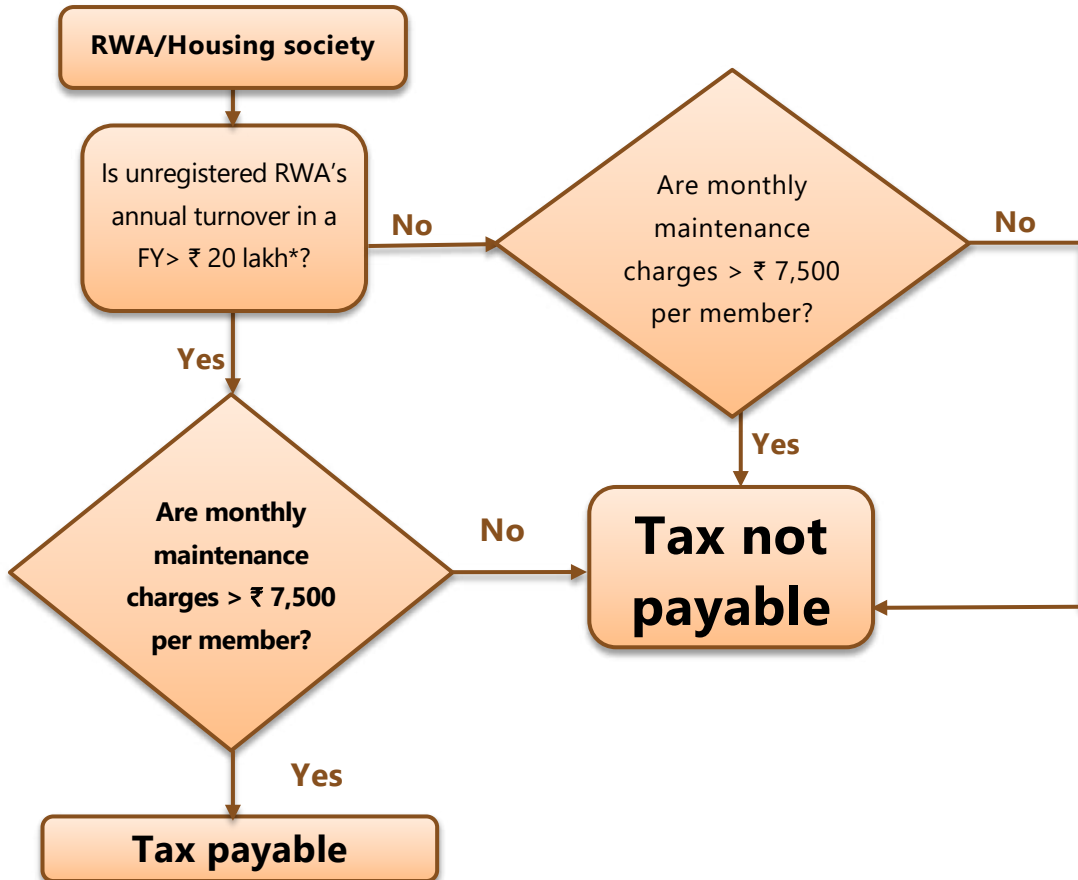 RWA/Housing society
Is unregistered RWA's
annual turnover in a
FY> ₹ 20 lakh*?
No
Are monthly
maintenance
charges > ₹ 7,500
per member?
No
Yes
Yes
Are monthly
maintenance
charges > ₹ 7,500
per member?
No
Tax not
payable
Yes
Tax payable